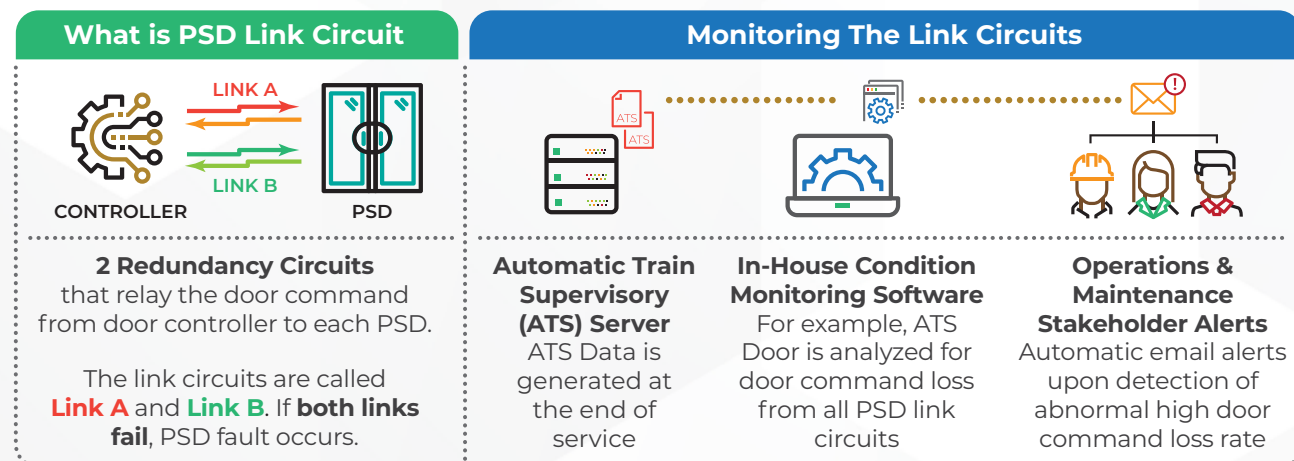 What is PSD Link Circuit
LINK A
LINK B
CONTROLLER
PSD
2 Redundancy Circuits
that relay the door command
from door controller to each PSD.
The link circuits are called
Link A and Link B. If both links
fail, PSD fault occurs.
Monitoring The Link Circuits
ATS
ATS
!
Automatic Train
Supervisory
(ATS) Server
ATS Data is
generated at
the end of
service
In-House Condition
Monitoring Software
For example, ATS
Door is analyzed for
door command loss
from all PSD link
circuits
Operations &
Maintenance
Stakeholder Alerts
Automatic email alerts
upon detection of
abnormal high door
command loss rate